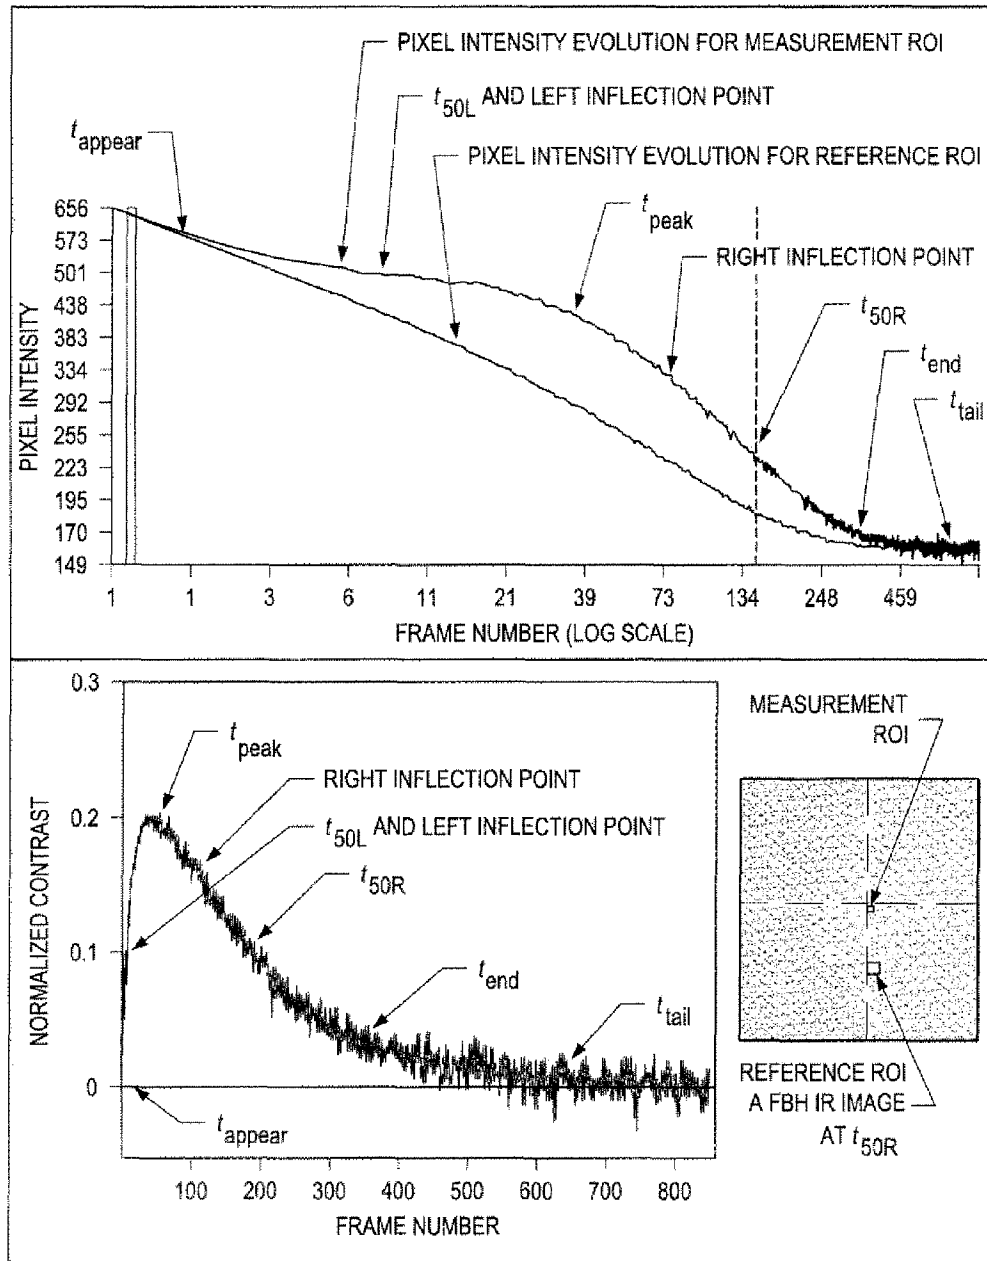 PIXEL INTENSITY EVOLUTION FOR MEASUREMENT ROI
t50L AND LEFT INFLECTION POINT
tappear
PIXEL INTENSITY EVOLUTION FOR REFERENCE ROI
tpeak
RIGHT INFLECTION POINT
t50R
tend
ttail
PIXEL INTENSITY
656
573
501
438
383
334
292
255
223
195
170
149
1 1 3 6 11 21 39 73 134 248 459
FRAME NUMBER (LOG SCALE)
0.3
0.2
0.1
0
NORMALIZED CONTRAST
tpeak
RIGHT INFLECTION POINT
t50L AND LEFT INFLECTION POINT
t50R
tend
ttail
tappear
100 200 300 400 500 600 700 800
FRAME NUMBER
MEASUREMENT
ROI
REFERENCE ROI
A FBH IR IMAGE
AT t50R